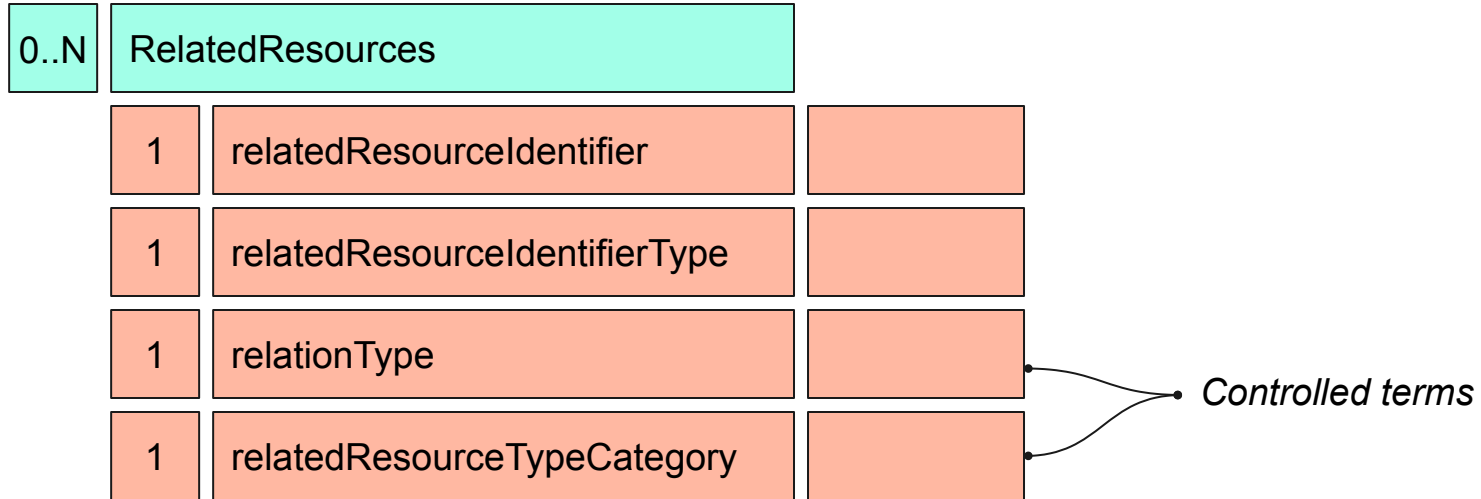 0..N RelatedResources
1 relatedResourceIdentifier
1 relatedResourceIdentifierType
1 relationType
Controlled terms
1 relatedResourceTypeCategory